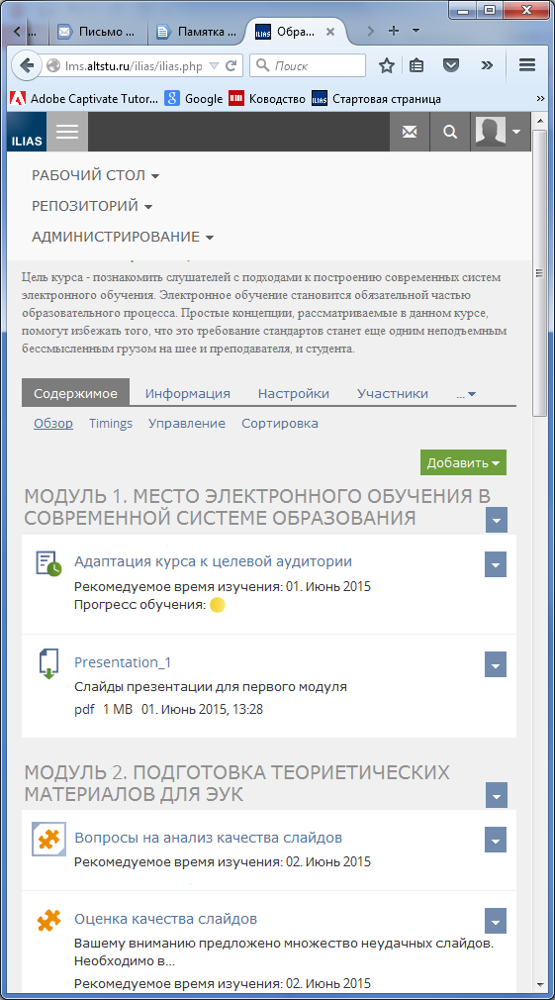 Письмо ...
Памятка ...
ILIAS Обра...
lms.altstu.ru/ilias/ilias.php
Поиск
Adobe Captivate Tutor...
Google
Ководство
ILIAS Стартовая страница
ILIAS
РАБОЧИЙ СТОЛ
РЕПОЗИТОРИЙ
АДМИНИСТРИРОВАНИЕ
Цель курса - познакомить слушателей с подходами к построению современных систем
электронного обучения. Электронное обучение становится обязательной частью
образовательного процесса. Простые концепции, рассматриваемые в данном курсе,
помогут избежать того, что это требование стандартов станет еще одним неподъемным
бессмысленным грузом на шее и преподавателя, и студента.
Содержимое Информация Настройки Участники ...
Обзор Timings Управление Сортировка
Добавить
МОДУЛЬ 1. МЕСТО ЭЛЕКТРОННОГО ОБУЧЕНИЯ В
СОВРЕМЕННОЙ СИСТЕМЕ ОБРАЗОВАНИЯ
Адаптация курса к целевой аудитории
Рекомедуемое время изучения: 01. Июнь 2015
Прогресс обучения:
Presentation_1
Слайды презентации для первого модуля
pdf 1 MB 01. Июнь 2015, 13:28
МОДУЛЬ 2. ПОДГОТОВКА ТЕОРИЕТИЧЕСКИХ
МАТЕРИАЛОВ ДЛЯ ЭУК
Вопросы на анализ качества слайдов
Рекомедуемое время изучения: 02. Июнь 2015
Оценка качества слайдов
Вашему вниманию предложено множество неудачных слайдов.
Необходимо в...
Рекомедуемое время изучения: 02. Июнь 2015